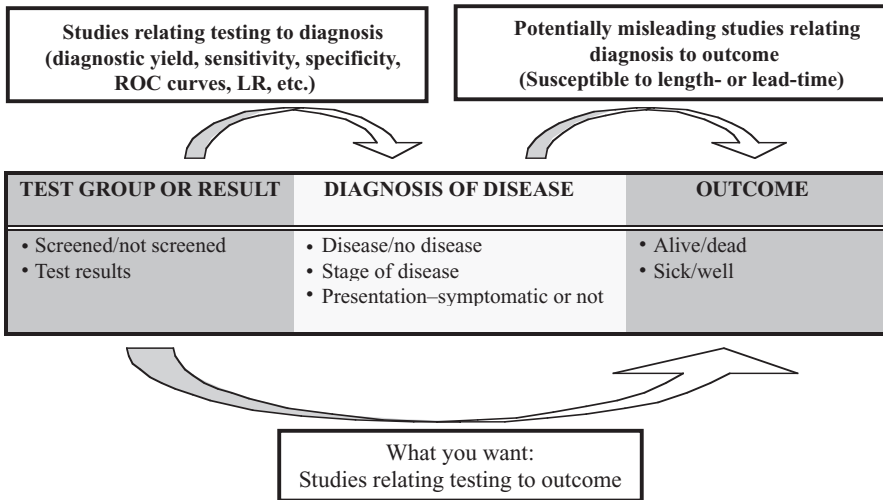 Studies relating testing to diagnosis
(diagnostic yield, sensitivity, specificity,
ROC curves, LR, etc.)
Potentially misleading studies relating
diagnosis to outcome
(Susceptible to length- or lead-time)
TEST GROUP OR RESULT
• Screened/not screened
• Test results
DIAGNOSIS OF DISEASE
• Disease/no disease
• Stage of disease
• Presentation–symptomatic or not
OUTCOME
• Alive/dead
• Sick/well
What you want:
Studies relating testing to outcome